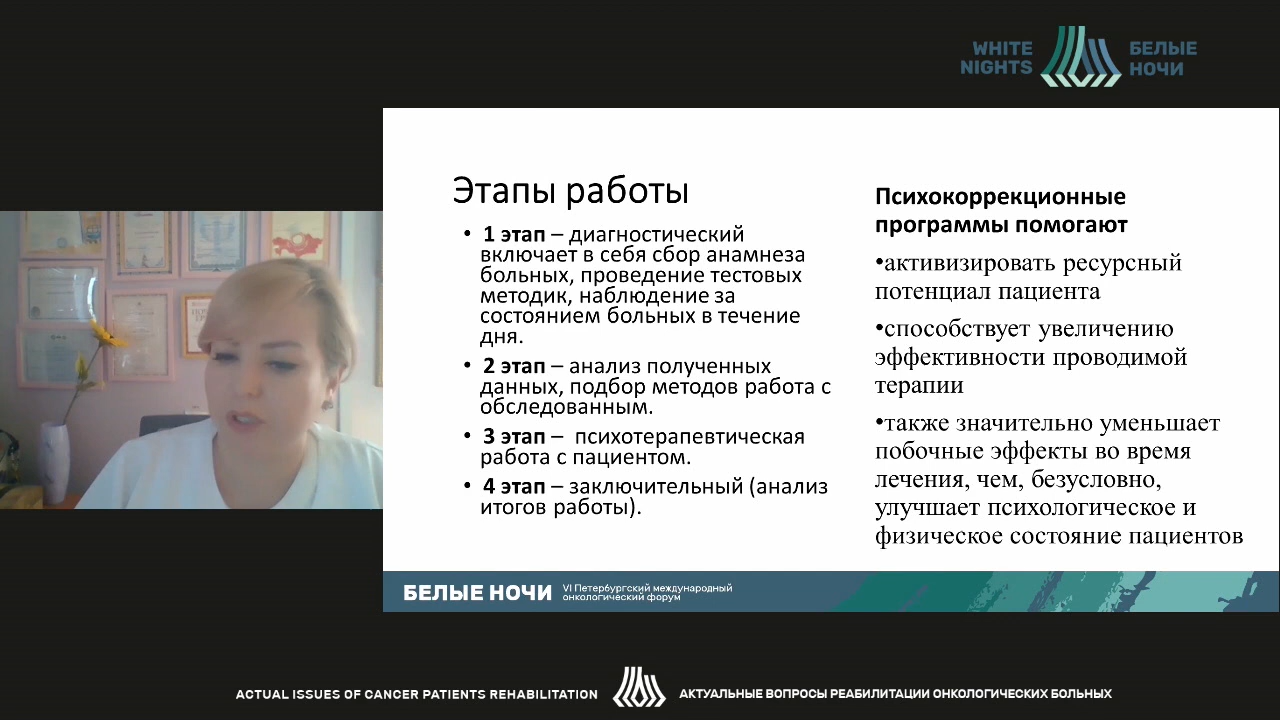 WHITE
NIGHTS
БЕЛЫЕ
НОЧИ
Этапы работы
• 1 этап – диагностический
включает в себя сбор анамнеза
больных, проведение тестовых
методик, наблюдение за
состоянием больных в течение
дня.
• 2 этап – анализ полученных
данных, подбор методов работа с
обследованным.
• 3 этап – психотерапевтическая
работа с пациентом.
• 4 этап – заключительный (анализ
итогов работы).
Психокоррекционные
программы помогают
•активизировать ресурсный
потенциал пациента
•способствует увеличению
эффективности проводимой
терапии
•также значительно уменьшает
побочные эффекты во время
лечения, чем, безусловно,
улучшает психологическое и
физическое состояние пациентов
БЕЛЫЕ НОЧИ
VI Петербургский международный
онкологический форум
ACTUAL ISSUES OF CANCER PATIENTS REHABILITATION
АКТУАЛЬНЫЕ ВОПРОСЫ РЕАБИЛИТАЦИИ ОНКОЛОГИЧЕСКИХ БОЛЬНЫХ